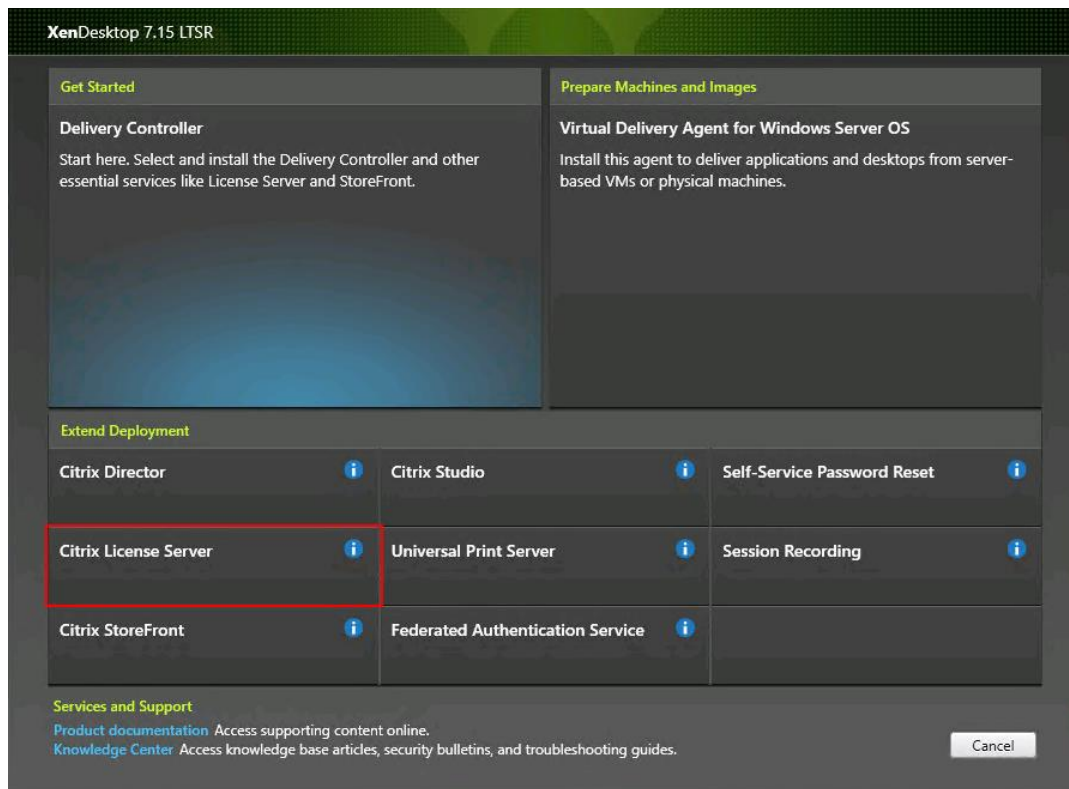 XenDesktop 7.15 LTSR
Get Started
Delivery Controller
Start here. Select and install the Delivery Controller and other
essential services like License Server and StoreFront.
Prepare Machines and Images
Virtual Delivery Agent for Windows Server OS
Install this agent to deliver applications and desktops from server-
based VMs or physical machines.
Extend Deployment
Citrix Director
Citrix Studio
Self-Service Password Reset
Citrix License Server
Universal Print Server
Session Recording
Citrix StoreFront
Federated Authentication Service
Services and Support
Product documentation Access supporting content online.
Knowledge Center Access knowledge base articles, security bulletins, and troubleshooting guides.
Cancel